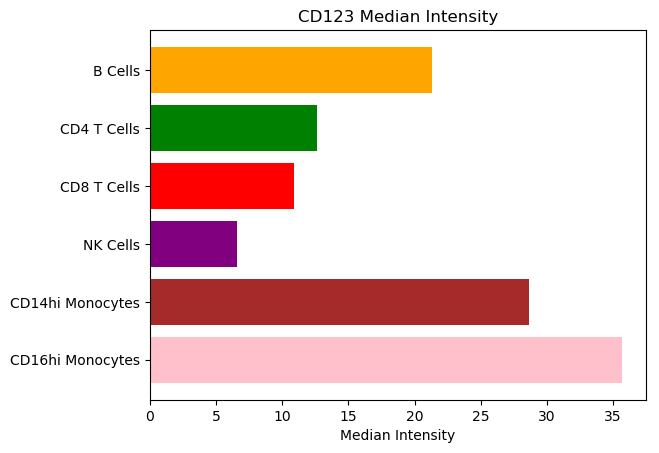 CD123 Median Intensity
B Cells
CD4 T Cells
CD8 T Cells
NK Cells
CD14hi Monocytes
CD16hi Monocytes
0 5 10 15 20 25 30 35
Median Intensity